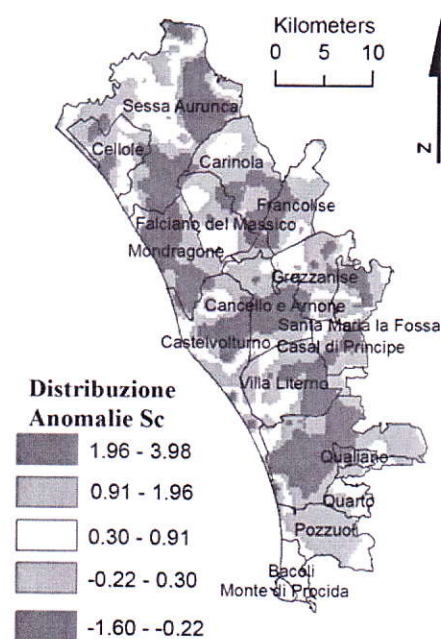 Kilometers
0 5 10
N
Sessa Aurunca
Cellole
Carinola
Francolise
Falciano del Massico
Mondragone
Grazzanise
Cancello e Arnone
Santa Maria la Fossa
Castelvolturno
Casal di Principe
Villa Literno
Qualiano
Quarto
Pozzuoli
Bacoli
Monte di Procida
Distribuzione
Anomalie Sc
1.96 - 3.98
0.91 - 1.96
0.30 - 0.91
-0.22 - 0.30
-1.60 - -0.22